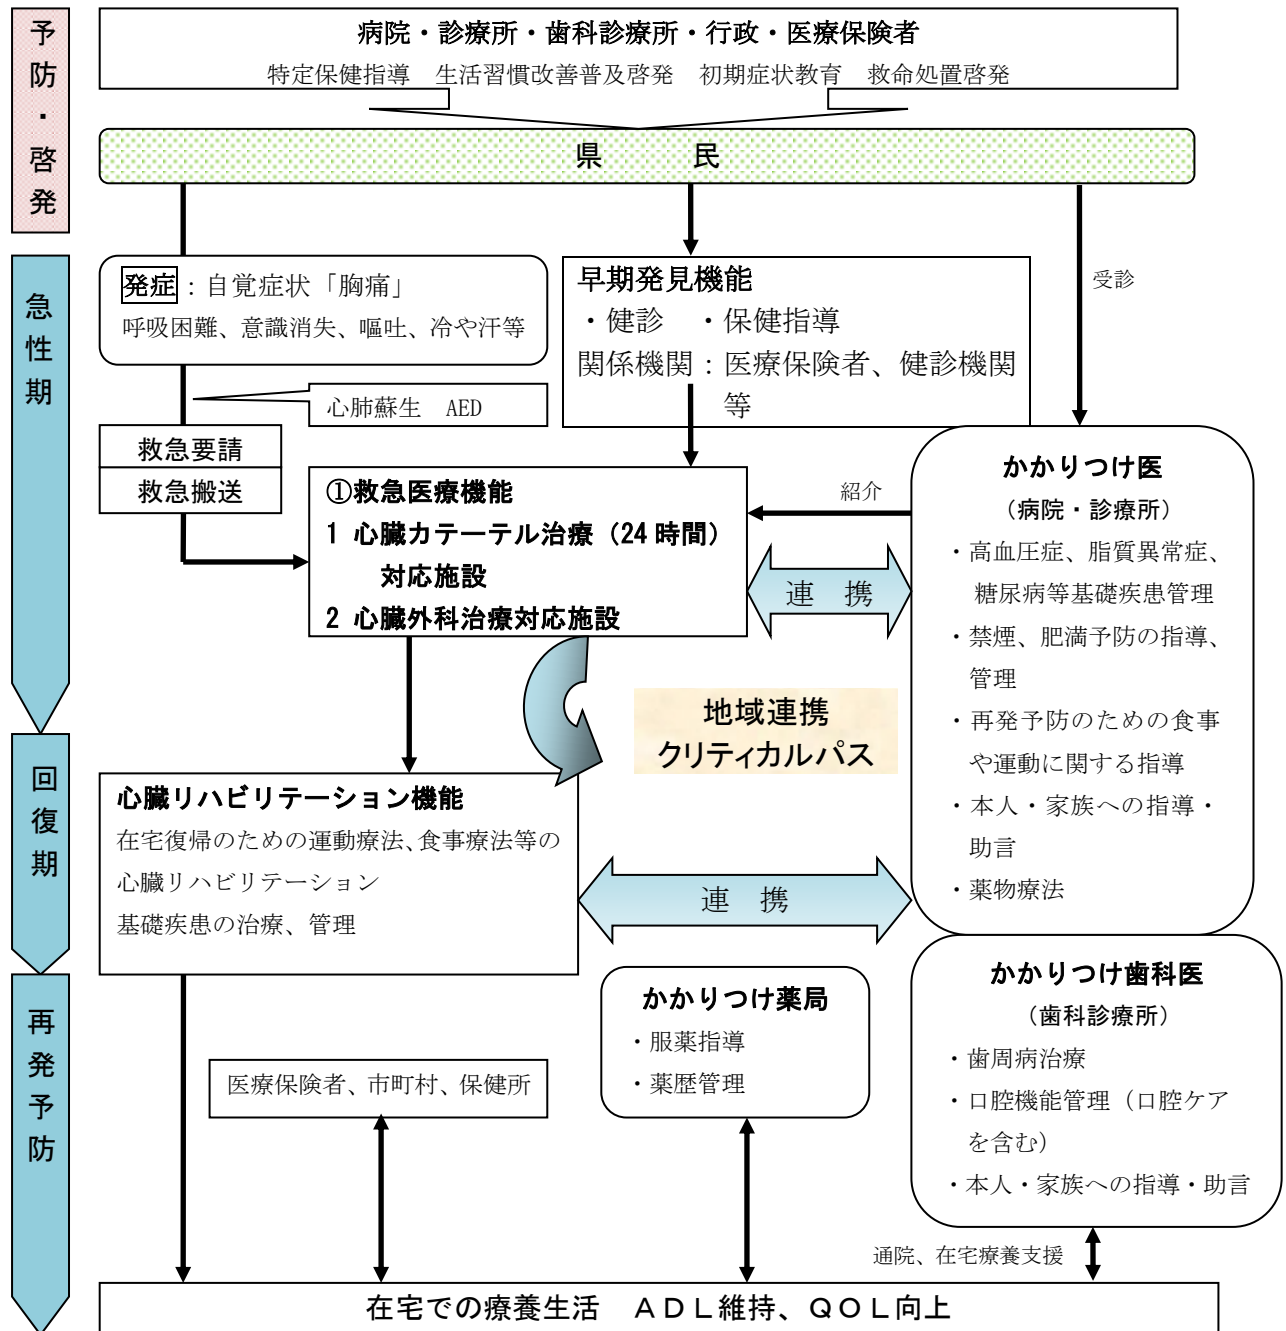 予防・啓発
病院・診療所・歯科診療所・行政・医療保険者
特定保健指導　生活習慣改善普及啓発　初期症状教育　救命処置啓発
県　　　民
急性期
発症：自覚症状「胸痛」
呼吸困難、意識消失、嘔吐、冷や汗等
心肺蘇生　AED
救急要請
救急搬送
早期発見機能
・健診　・保健指導
関係機関：医療保険者、健診機関
等
受診
①救急医療機能
1 心臓カテーテル治療（24時間）
対応施設
2 心臓外科治療対応施設
紹介
連　携
かかりつけ医
（病院・診療所）
・高血圧症、脂質異常症、
糖尿病等基礎疾患管理
・禁煙、肥満予防の指導、
管理
・再発予防のための食事
や運動に関する指導
・本人・家族への指導・
助言
・薬物療法
地域連携
クリティカルパス
回復期
心臓リハビリテーション機能
在宅復帰のための運動療法、食事療法等の
心臓リハビリテーション
基礎疾患の治療、管理
連　携
再発予防
医療保険者、市町村、保健所
かかりつけ薬局
・服薬指導
・薬歴管理
かかりつけ歯科医
（歯科診療所）
・歯周病治療
・口腔機能管理（口腔ケア
を含む）
・本人・家族への指導・助言
通院、在宅療養支援
在宅での療養生活　ＡＤＬ維持、ＱＯＬ向上